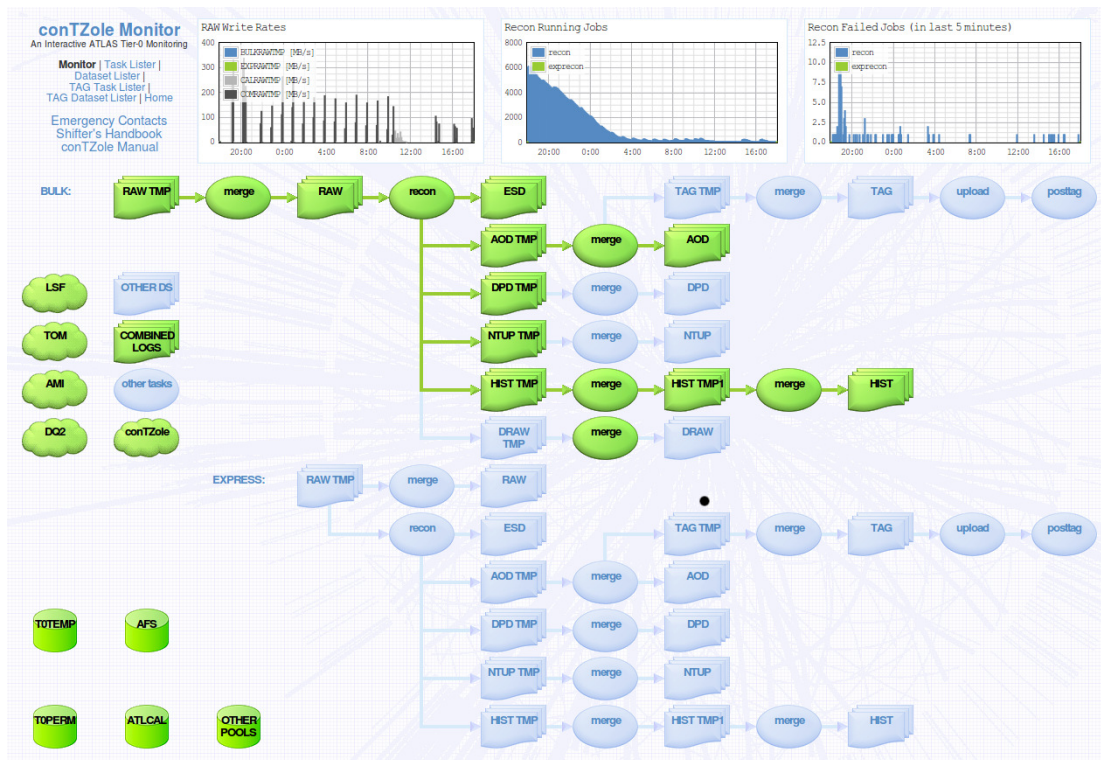 conTZole Monitor
An Interactive ATLAS Tier-0 Monitoring
Monitor | Task Lister |
Dataset Lister |
TAG Task Lister |
TAG Dataset Lister | Home
Emergency Contacts
Shifter's Handbook
conTZole Manual
RAW Write Rates
400
300
200
100
0
BULKRAWTMP [MB/s]
EXPRAWTMP [MB/s]
CALRAWTMP [MB/s]
COMRAWTMP [MB/s]
20:00 0:00 4:00 8:00 12:00 16:00
Recon Running Jobs
8000
6000
4000
2000
0
recon
exprecon
20:00 0:00 4:00 8:00 12:00 16:00
Recon Failed Jobs (in last 5 minutes)
12.5
10.0
7.5
5.0
2.5
0.0
recon
exprecon
20:00 0:00 4:00 8:00 12:00 16:00
BULK: RAW TMP merge RAW recon ESD TAG TMP merge TAG upload posttag
AOD TMP merge AOD
LSF OTHER DS DPD TMP merge DPD
TOM COMBINED LOGS NTUP TMP merge NTUP
AMI other tasks HIST TMP merge HIST TMP1 merge HIST
DQ2 conTZole DRAW TMP merge DRAW
EXPRESS: RAW TMP merge RAW
recon ESD TAG TMP merge TAG upload posttag
AOD TMP merge AOD
T0TEMP AFS DPD TMP merge DPD
NTUP TMP merge NTUP
T0PERM ATLCAL OTHER POOLS HIST TMP merge HIST TMP1 merge HIST